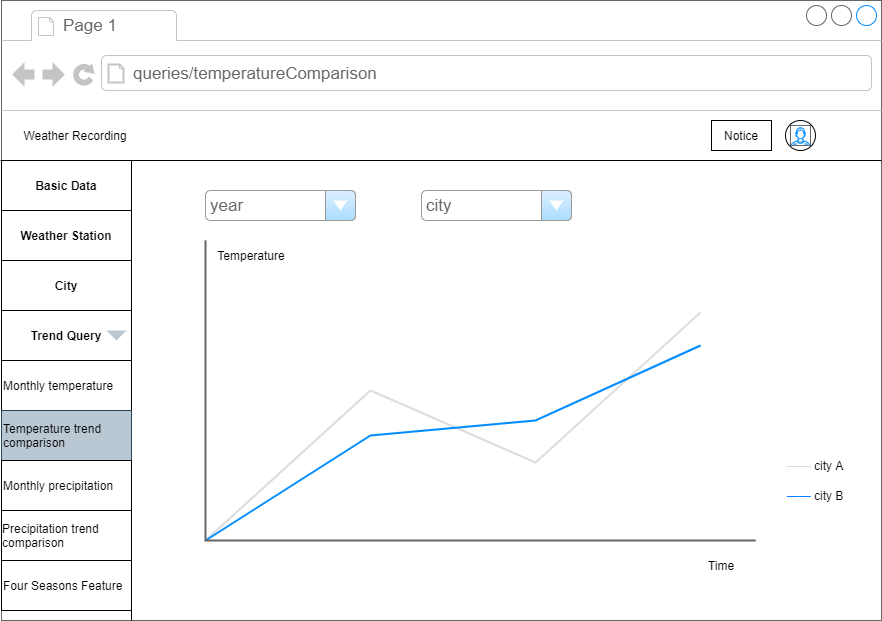 Page 1
queries/temperatureComparison
Weather Recording
Notice
Basic Data
Weather Station
City
Trend Query
Monthly temperature
Temperature trend
comparison
Monthly precipitation
Precipitation trend
comparison
Four Seasons Feature
year
city
Temperature
city A
city B
Time